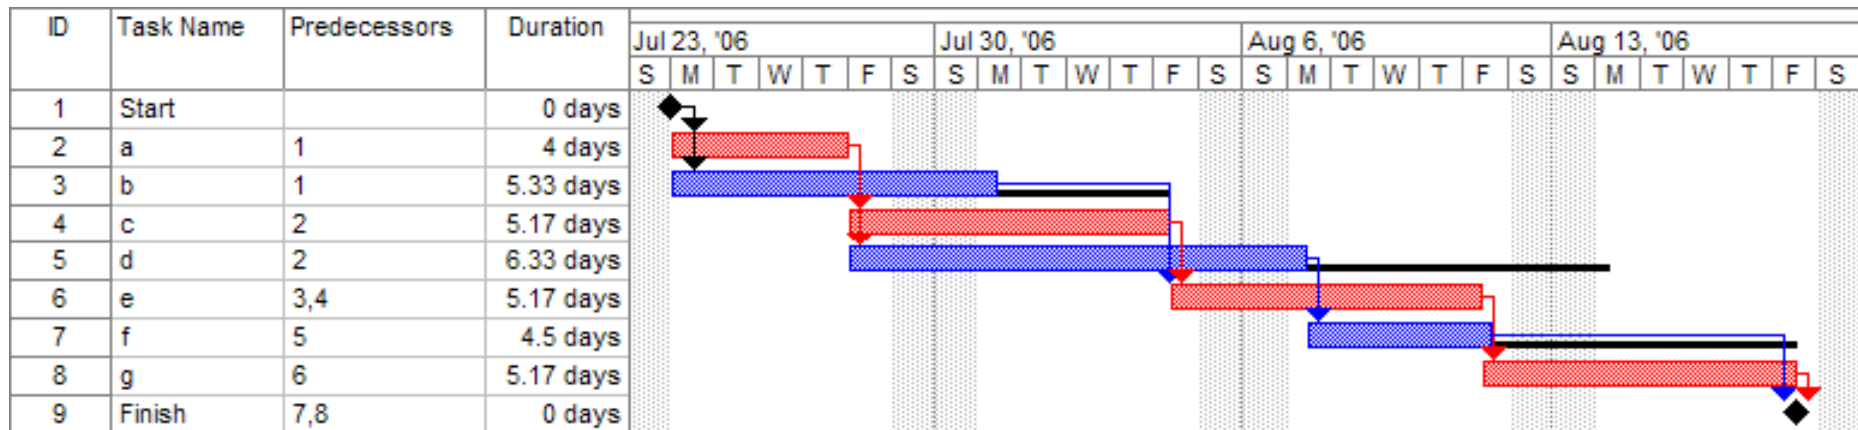 ID Task Name Predecessors Duration
Jul 23, '06 Jul 30, '06 Aug 6, '06 Aug 13, '06
S M T W T F S S M T W T F S S M T W T F S S M T W T F S
1 Start 0 days
2 a 1 4 days
3 b 1 5.33 days
4 c 2 5.17 days
5 d 2 6.33 days
6 e 3,4 5.17 days
7 f 5 4.5 days
8 g 6 5.17 days
9 Finish 7,8 0 days